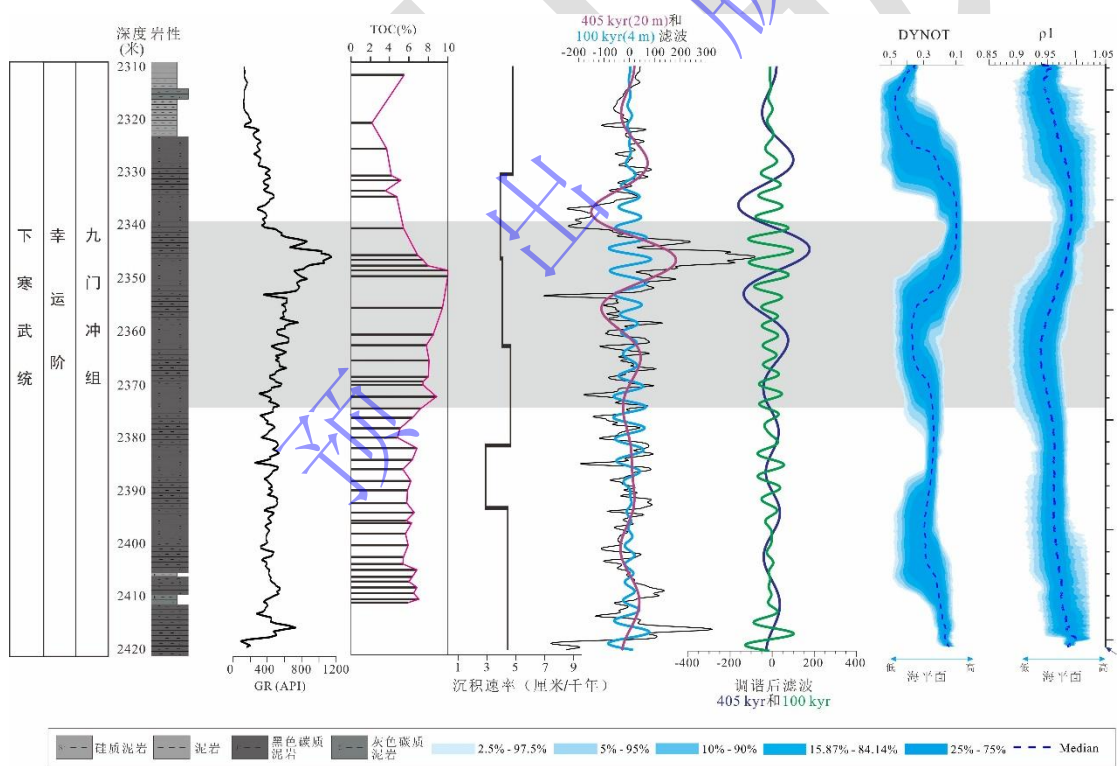 深度 岩性
(米)
TOC(%)
0 2 4 6 8 10
405 kyr(20 m)和
100 kyr(4 m) 滤波
-200 -100 0 100 200 300
DYNOT
0.5 0.3 0.1
ρ1
0.85 0.9 0.95 1 1.05
2310
2320
2330
2340
2350
2360
2370
2380
2390
2400
2410
2420
下寒武统
幸运阶
九门冲组
预
出
版
0 400 800 1200
GR (API)
1 3 5 7 9
沉积速率（厘米/千年）
-400 -200 0 200 400
调谐后滤波
405 kyr和100 kyr
低 高
海平面
低 高
海平面
硅质泥岩
泥岩
黑色碳质
泥岩
灰色碳质
泥岩
2.5% - 97.5%
5% - 95%
10% - 90%
15.87% - 84.14%
25% - 75%
Median